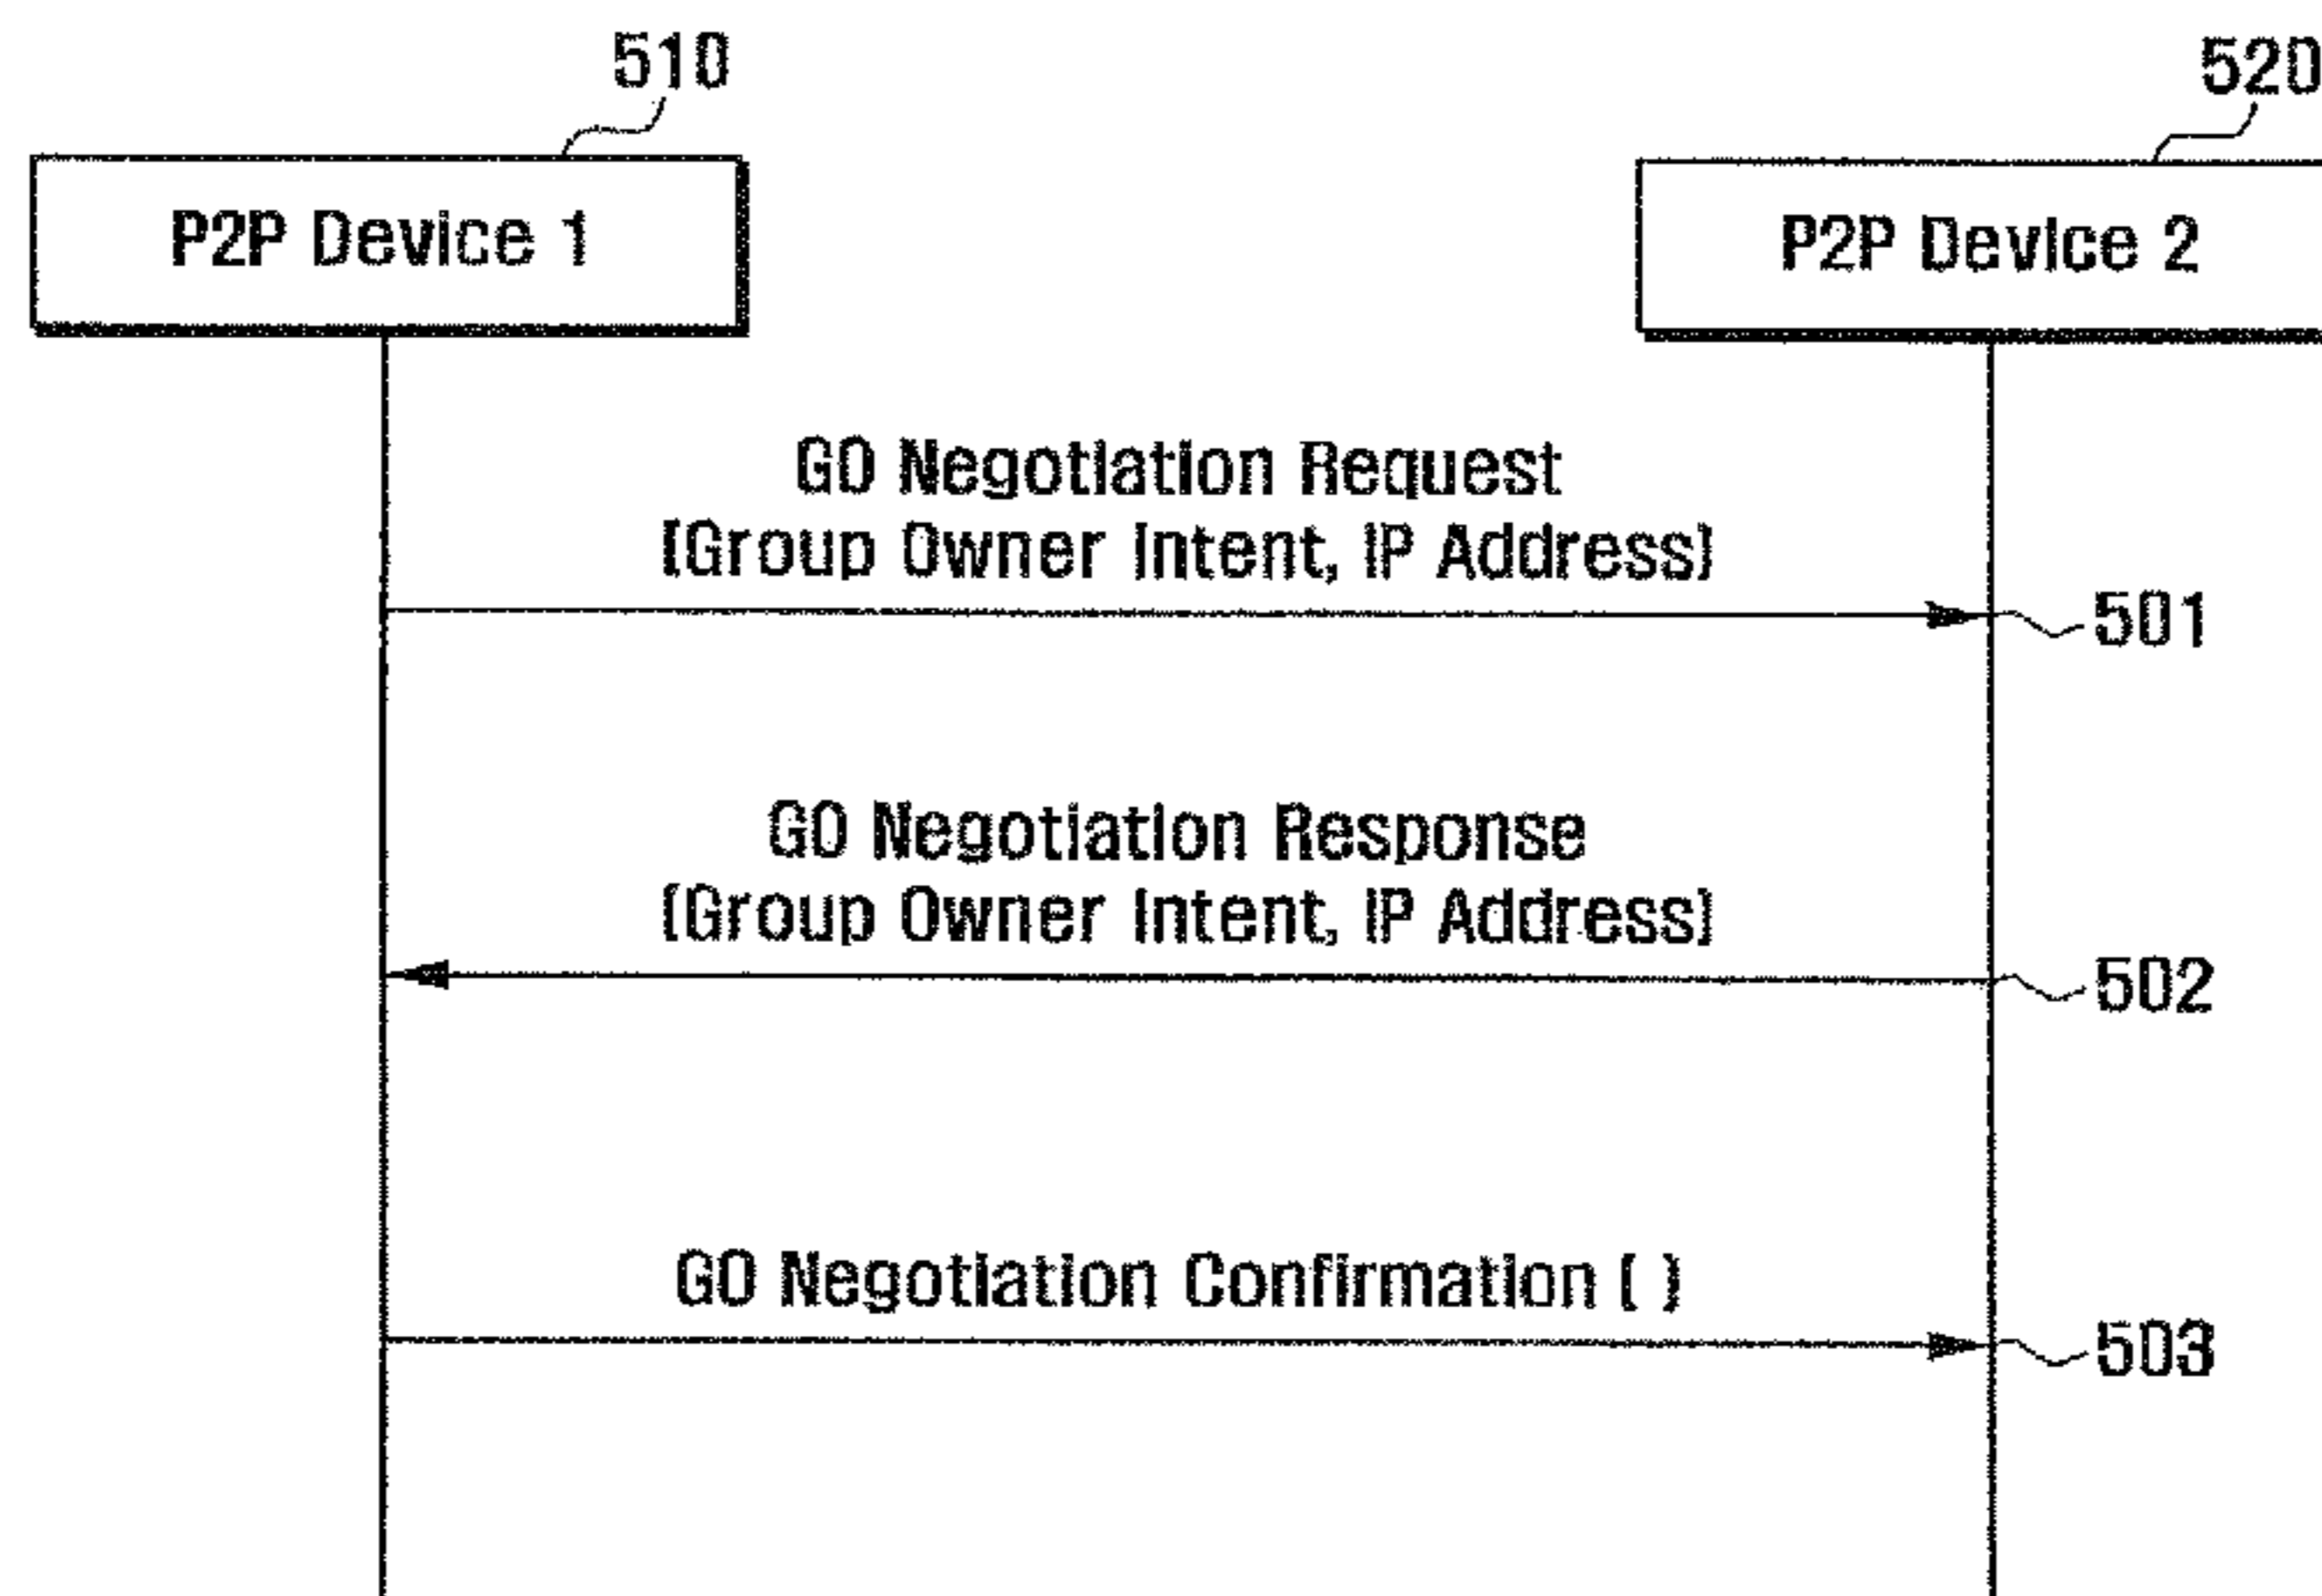 510
520
P2P Device 1
P2P Device 2
GO Negotiation Request
(Group Owner Intent, IP Address)
501
GO Negotiation Response
(Group Owner Intent, IP Address)
502
GO Negotiation Confirmation ( )
503